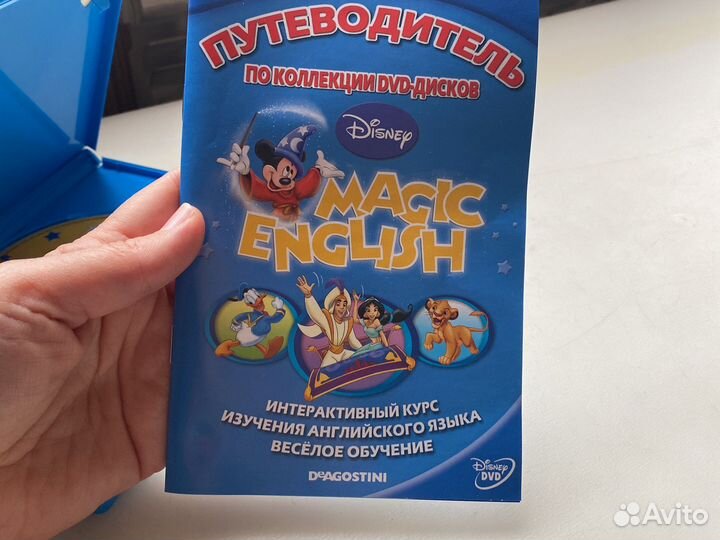 ПУТЕВОДИТЕЛЬ
ПО КОЛЛЕКЦИИ DVD-ДИСКОВ
Disney
MAGIC
ENGLISH
ИНТЕРАКТИВНЫЙ КУРС
ИЗУЧЕНИЯ АНГЛИЙСКОГО ЯЗЫКА
ВЕСЁЛОЕ ОБУЧЕНИЕ
DeAGOSTINI
Disney
DVD
Avito